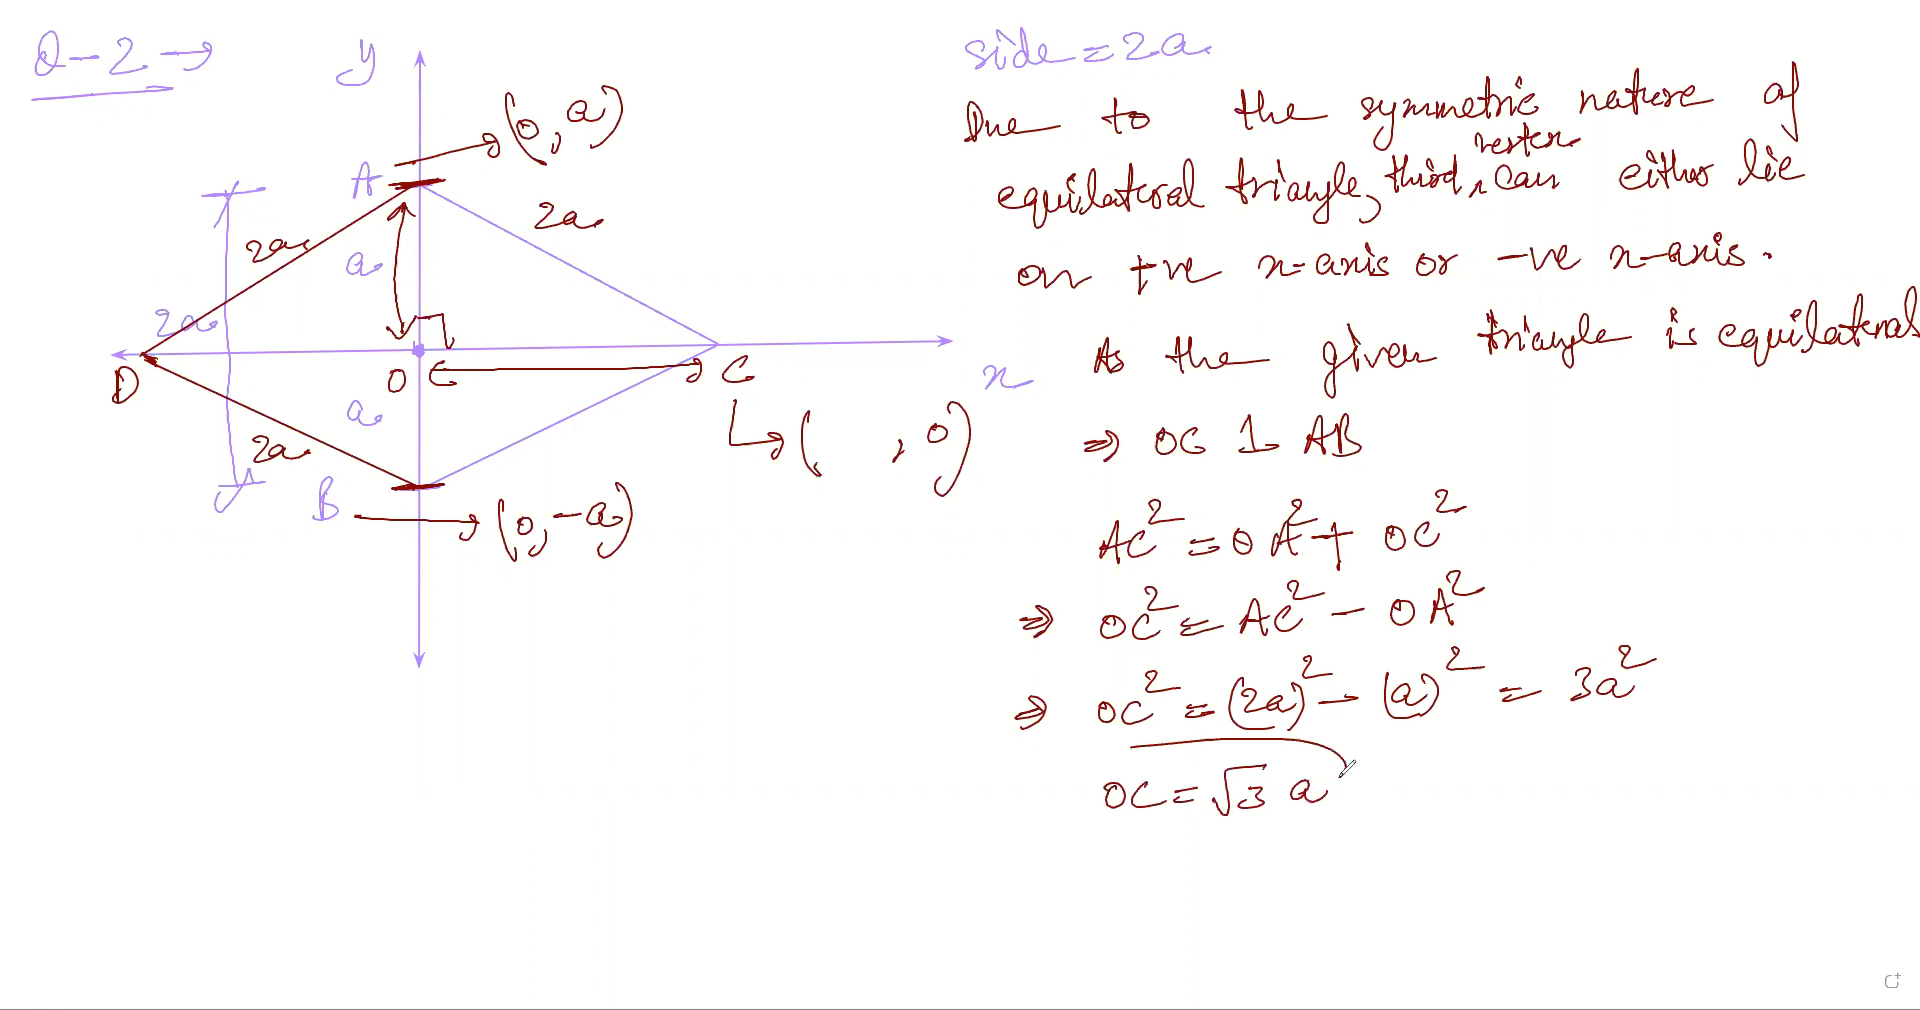 Q-2→
y
side = 2a
(0, a)
Due to the symmetric nature of
A
vertex
equilateral triangle, third can either lie
2a
2a
a
on +ve x-axis or -ve x-axis.
2a
As the given triangle is equilateral
D
O
C
x
a
(  , 0)
⇒ OC ⊥ AB
2a
B
(0, -a)
AC² = OA² + OC²
⇒ OC² = AC² - OA²
⇒ OC² = (2a)² - (a)² = 3a²
OC = √3 a